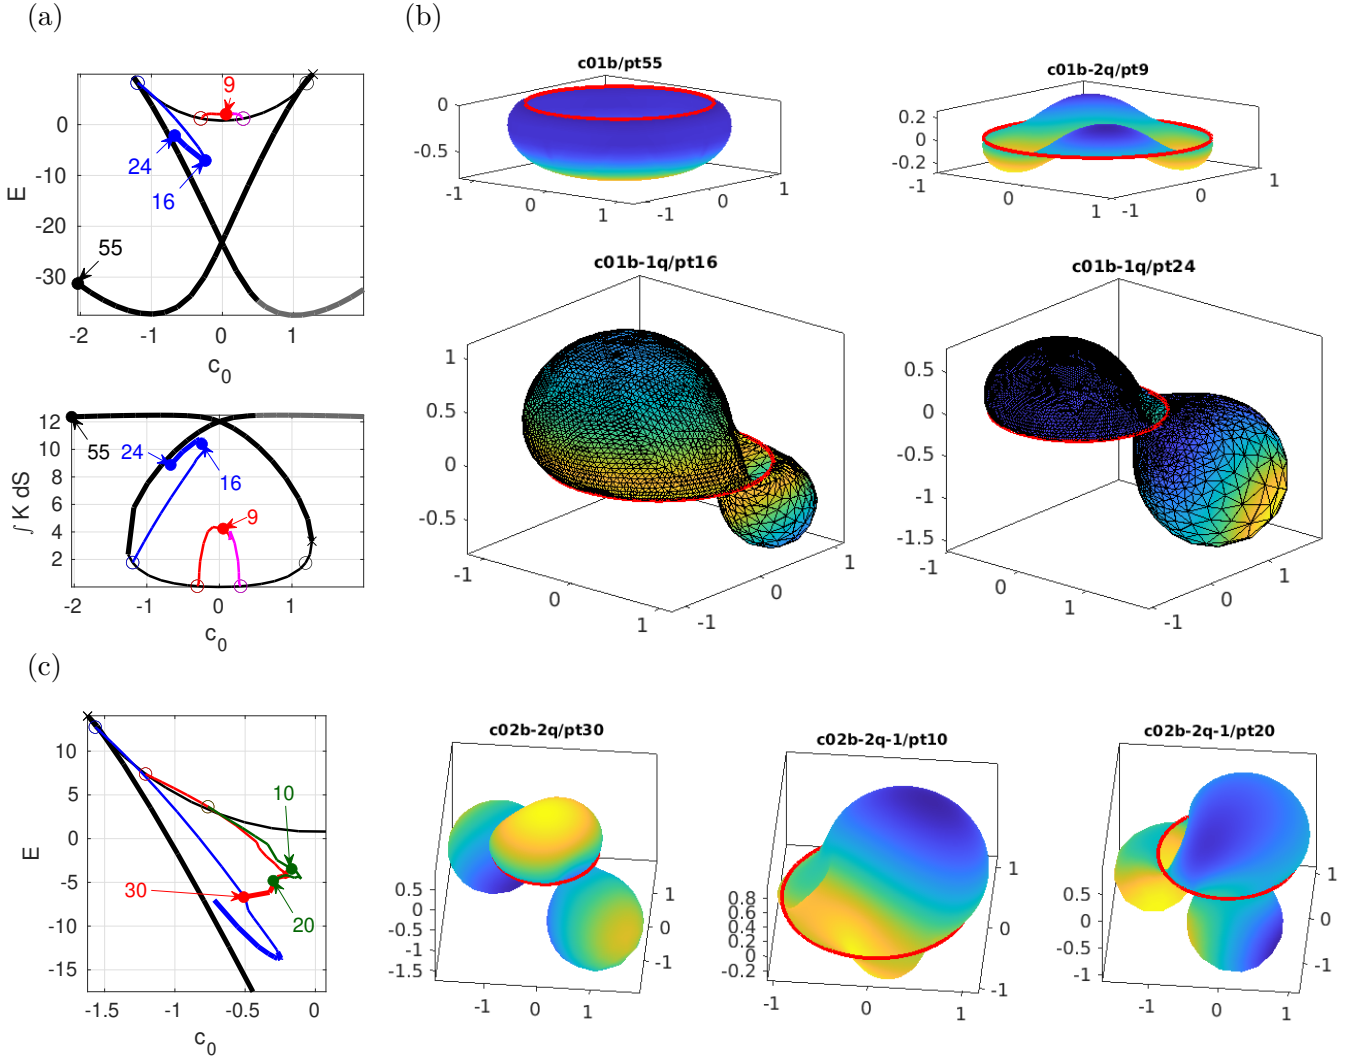 (a)
E
0
-10
-20
-30
-2 -1 0 1
c0
9
24
16
55
∫ K dS
12
10
8
6
4
2
-2 -1 0 1
c0
55
24
16
9
(b)
c01b/pt55
0
-0.5
-1 0 1
-1 0 1
c01b-2q/pt9
0.2
0
-0.2
-1 0 1
-1 0 1
c01b-1q/pt16
1
0.5
0
-0.5
-1 0 1
-1 0 1
c01b-1q/pt24
0.5
0
-0.5
-1
-1.5
-1 0 1
-1 0 1
(c)
E
10
5
0
-5
-10
-15
-1.5 -1 -0.5 0
c0
10
30
20
c02b-2q/pt30
0.5
0
-0.5
-1
-1.5
-1 0 1
1
0
-1
c02b-2q-1/pt10
0.8
0.6
0.4
0.2
0
-0.2
-1 0 1
1
0
-1
c02b-2q-1/pt20
0.5
0
-0.5
-1
-1 0 1
1
0
-1